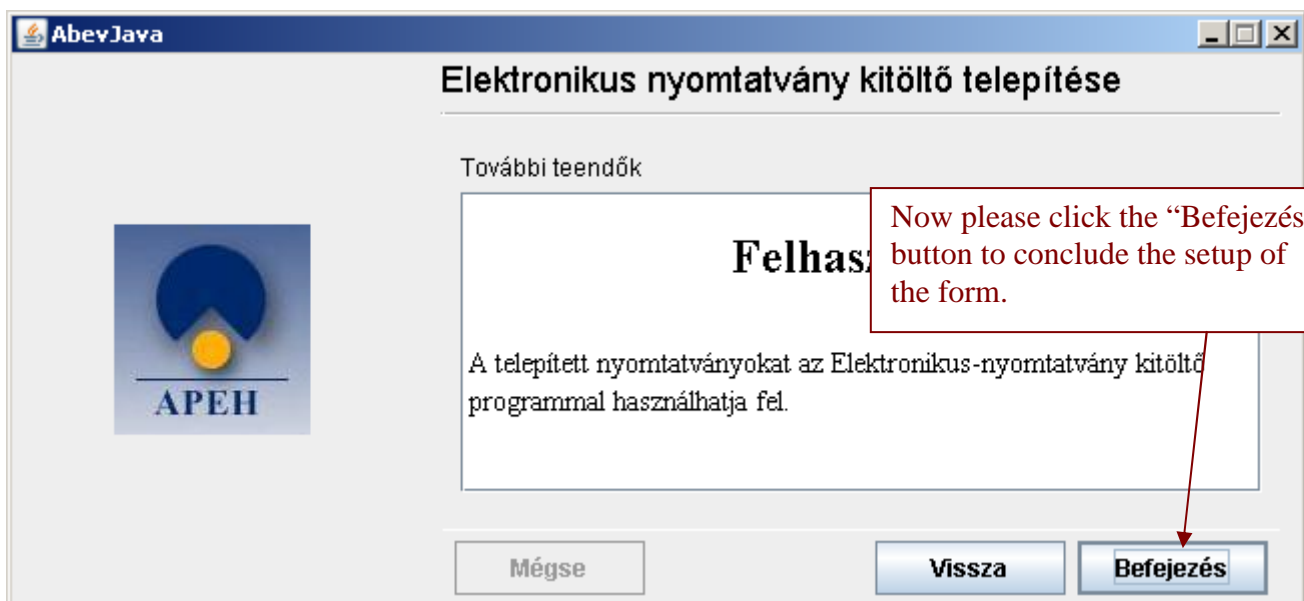 AbevJava
Elektronikus nyomtatvány kitöltő telepítése
További teendők
Now please click the “Befejezés
button to conclude the setup of
the form.
A telepített nyomtatványokat az Elektronikus-nyomtatvány kitöltő
programmal használhatja fel.
APEH
Mégse
Vissza
Befejezés